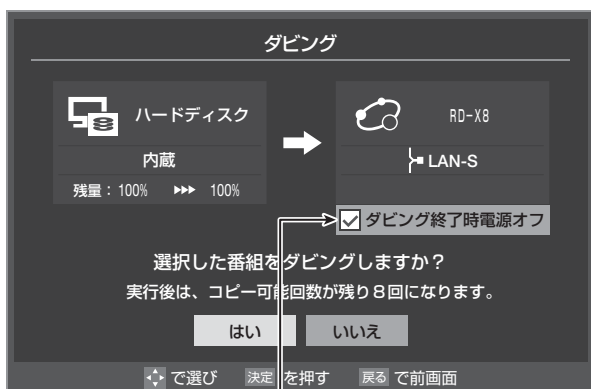 ダビング
ハードディスク
RD-X8
内蔵
LAN-S
残量：100% ▶▶▶ 100%
ダビング終了時電源オフ
選択した番組をダビングしますか？
実行後は、コピー可能回数が残り８回になります。
はい いいえ
で選び 決定 を押す 戻る で前画面